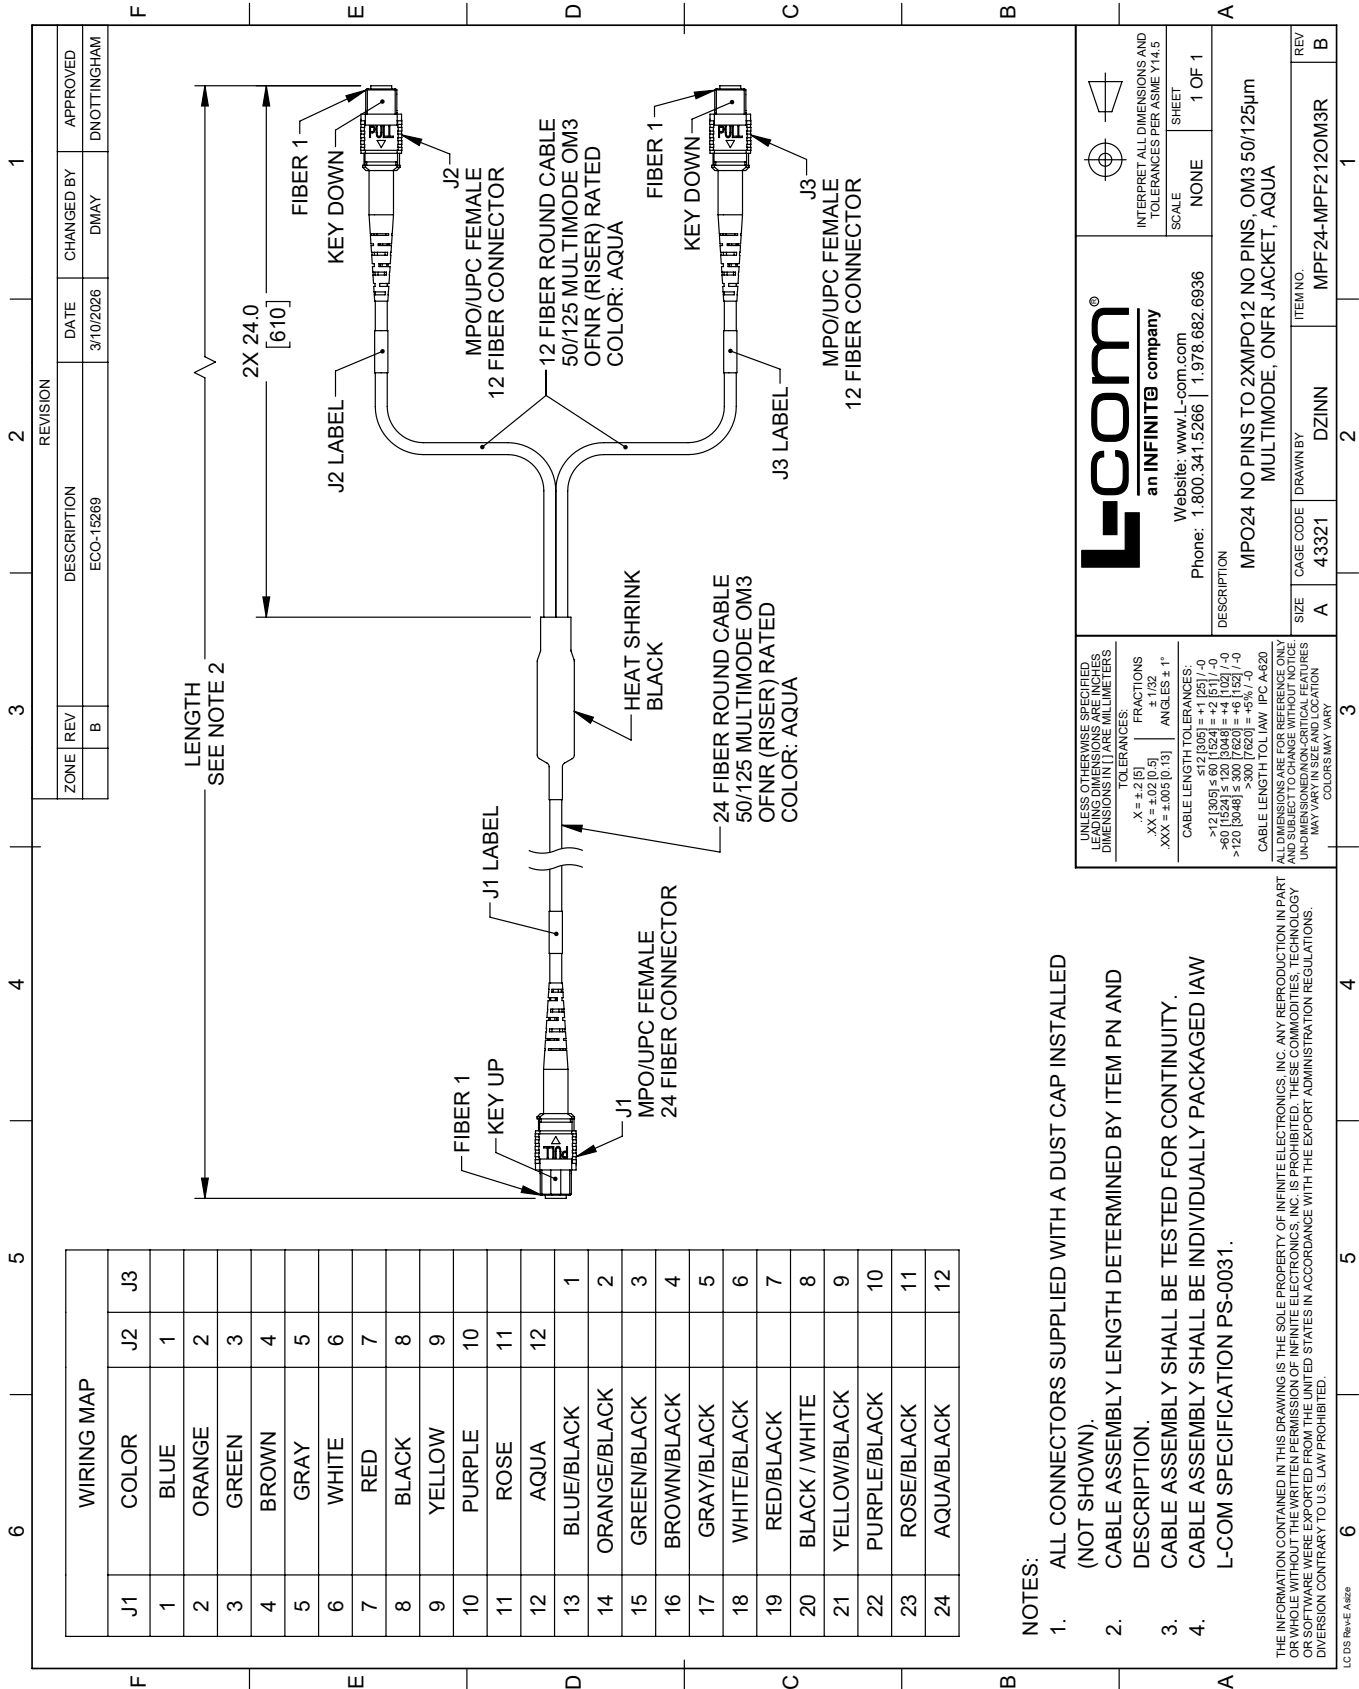 6
5
4
3
2
1
F
E
D
C
B
A
REVISION
ZONE
REV
DESCRIPTION
DATE
CHANGED BY
APPROVED
B
ECO-15269
3/10/2026
DMAY
DNOTTINGHAM
WIRING MAP
J1 COLOR J2 J3
1 BLUE 1
2 ORANGE 2
3 GREEN 3
4 BROWN 4
5 GRAY 5
6 WHITE 6
7 RED 7
8 BLACK 8
9 YELLOW 9
10 PURPLE 10
11 ROSE 11
12 AQUA 12
13 BLUE/BLACK 1
14 ORANGE/BLACK 2
15 GREEN/BLACK 3
16 BROWN/BLACK 4
17 GRAY/BLACK 5
18 WHITE/BLACK 6
19 RED/BLACK 7
20 BLACK / WHITE 8
21 YELLOW/BLACK 9
22 PURPLE/BLACK 10
23 ROSE/BLACK 11
24 AQUA/BLACK 12
LENGTH
SEE NOTE 2
2X 24.0
[610]
FIBER 1
KEY UP
PULL
J1
MPO/UPC FEMALE
24 FIBER CONNECTOR
J1 LABEL
24 FIBER ROUND CABLE
50/125 MULTIMODE OM3
OFNR (RISER) RATED
COLOR: AQUA
HEAT SHRINK
BLACK
J2 LABEL
FIBER 1
KEY DOWN
PULL
J2
MPO/UPC FEMALE
12 FIBER CONNECTOR
12 FIBER ROUND CABLE
50/125 MULTIMODE OM3
OFNR (RISER) RATED
COLOR: AQUA
J3 LABEL
FIBER 1
KEY DOWN
PULL
J3
MPO/UPC FEMALE
12 FIBER CONNECTOR
NOTES:
1. ALL CONNECTORS SUPPLIED WITH A DUST CAP INSTALLED
(NOT SHOWN).
2. CABLE ASSEMBLY LENGTH DETERMINED BY ITEM PN AND
DESCRIPTION.
3. CABLE ASSEMBLY SHALL BE TESTED FOR CONTINUITY.
4. CABLE ASSEMBLY SHALL BE INDIVIDUALLY PACKAGED IAW
L-COM SPECIFICATION PS-0031.
THE INFORMATION CONTAINED IN THIS DRAWING IS THE SOLE PROPERTY OF INFINITE ELECTRONICS, INC. ANY REPRODUCTION IN PART
OR WHOLE WITHOUT THE WRITTEN PERMISSION OF INFINITE ELECTRONICS, INC. IS PROHIBITED. THESE COMMODITIES, TECHNOLOGY
OR SOFTWARE WERE EXPORTED FROM THE UNITED STATES IN ACCORDANCE WITH THE EXPORT ADMINISTRATION REGULATIONS.
DIVERSION CONTRARY TO U.S. LAW PROHIBITED.
UNLESS OTHERWISE SPECIFIED
LEADING DIMENSIONS ARE INCHES
DIMENSIONS IN [ ] ARE MILLIMETERS
TOLERANCES:
.X = ±.2 [5]
.XX = ±.02 [0.5]
.XXX = ±.005 [0.13]
FRACTIONS
± 1/32
ANGLES ± 1°
CABLE LENGTH TOLERANCES:
≤12 [305] = +1 [25] / -0
>12 [305] ≤ 60 [1524] = +2 [51] / -0
>60 [1524] ≤ 120 [3048] = +4 [102] / -0
>120 [3048] ≤ 300 [7620] = +6 [152] / -0
>300 [7620] = +5% / -0
CABLE LENGTH TOL IAW IPC A-620
ALL DIMENSIONS ARE FOR REFERENCE ONLY
AND SUBJECT TO CHANGE WITHOUT NOTICE.
UN-DIMENSIONED/NON-CRITICAL FEATURES
MAY VARY IN SIZE AND LOCATION
COLORS MAY VARY
L-com®
an INFINITE company
Website: www.L-com.com
Phone: 1.800.341.5266 | 1.978.682.6936
INTERPRET ALL DIMENSIONS AND
TOLERANCES PER ASME Y14.5
SCALE
NONE
SHEET
1 OF 1
DESCRIPTION
MPO24 NO PINS TO 2XMPO12 NO PINS, OM3 50/125µm
MULTIMODE, ONFR JACKET, AQUA
SIZE
A
CAGE CODE
43321
DRAWN BY
DZINN
ITEM NO.
MPF24-MPF212OM3R
REV
B
LC DS Rev-E Asize
6
5
4
3
2
1
F
E
D
C
B
A